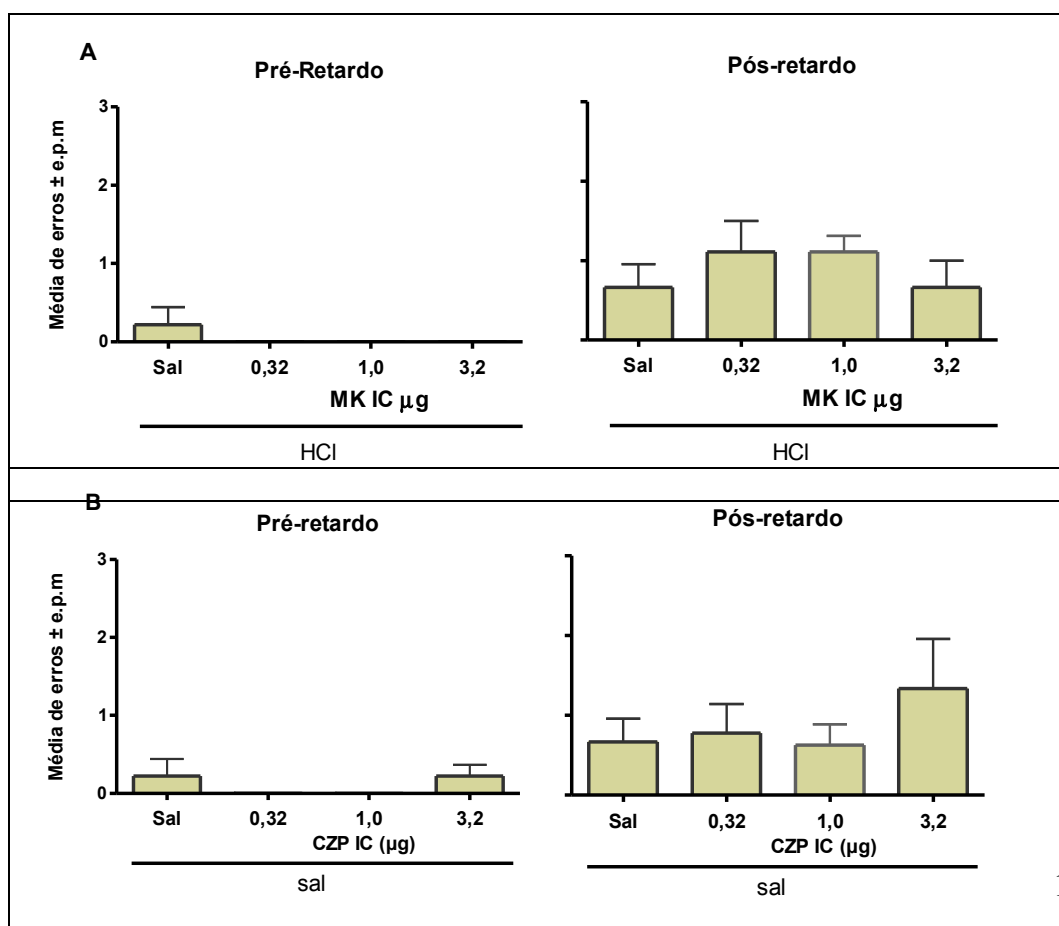 A
Pré-Retardo
Pós-retardo
Média de erros ± e.p.m
3
2
1
0
Sal 0,32 1,0 3,2
MK IC μg
HCl
Sal 0,32 1,0 3,2
MK IC μg
HCl
B
Pré-retardo
Pós-retardo
Média de erros ± e.p.m
3
2
1
0
Sal 0,32 1,0 3,2
CZP IC (μg)
sal
Sal 0,32 1,0 3,2
CZP IC (μg)
sal